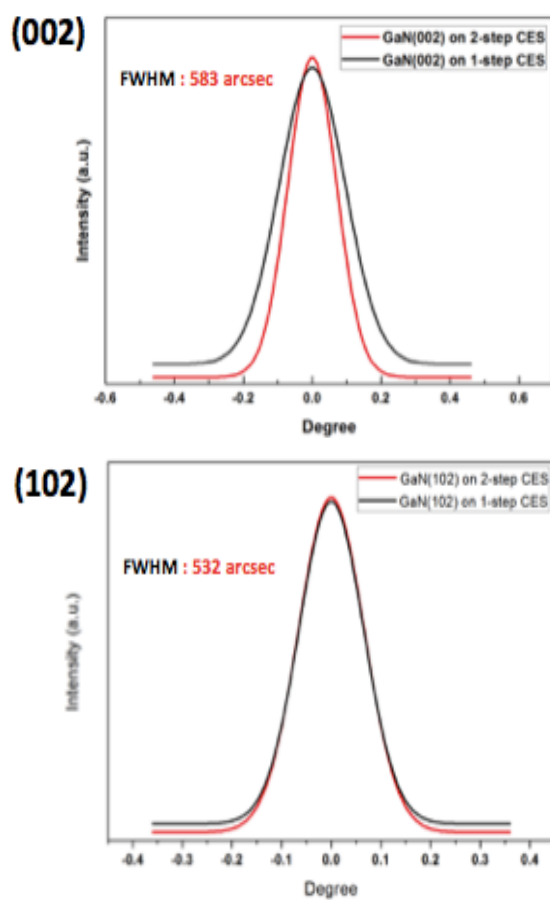 (002)
GaN(002) on 2-step CES
GaN(002) on 1-step CES
FWHM : 583 arcsec
Intensity (a.u.)
-0.6 -0.4 -0.2 0.0 0.2 0.4 0.6
Degree
(102)
GaN(102) on 2-step CES
GaN(102) on 1-step CES
FWHM : 532 arcsec
Intensity (a.u.)
-0.4 -0.3 -0.2 -0.1 0.0 0.1 0.2 0.3 0.4
Degree